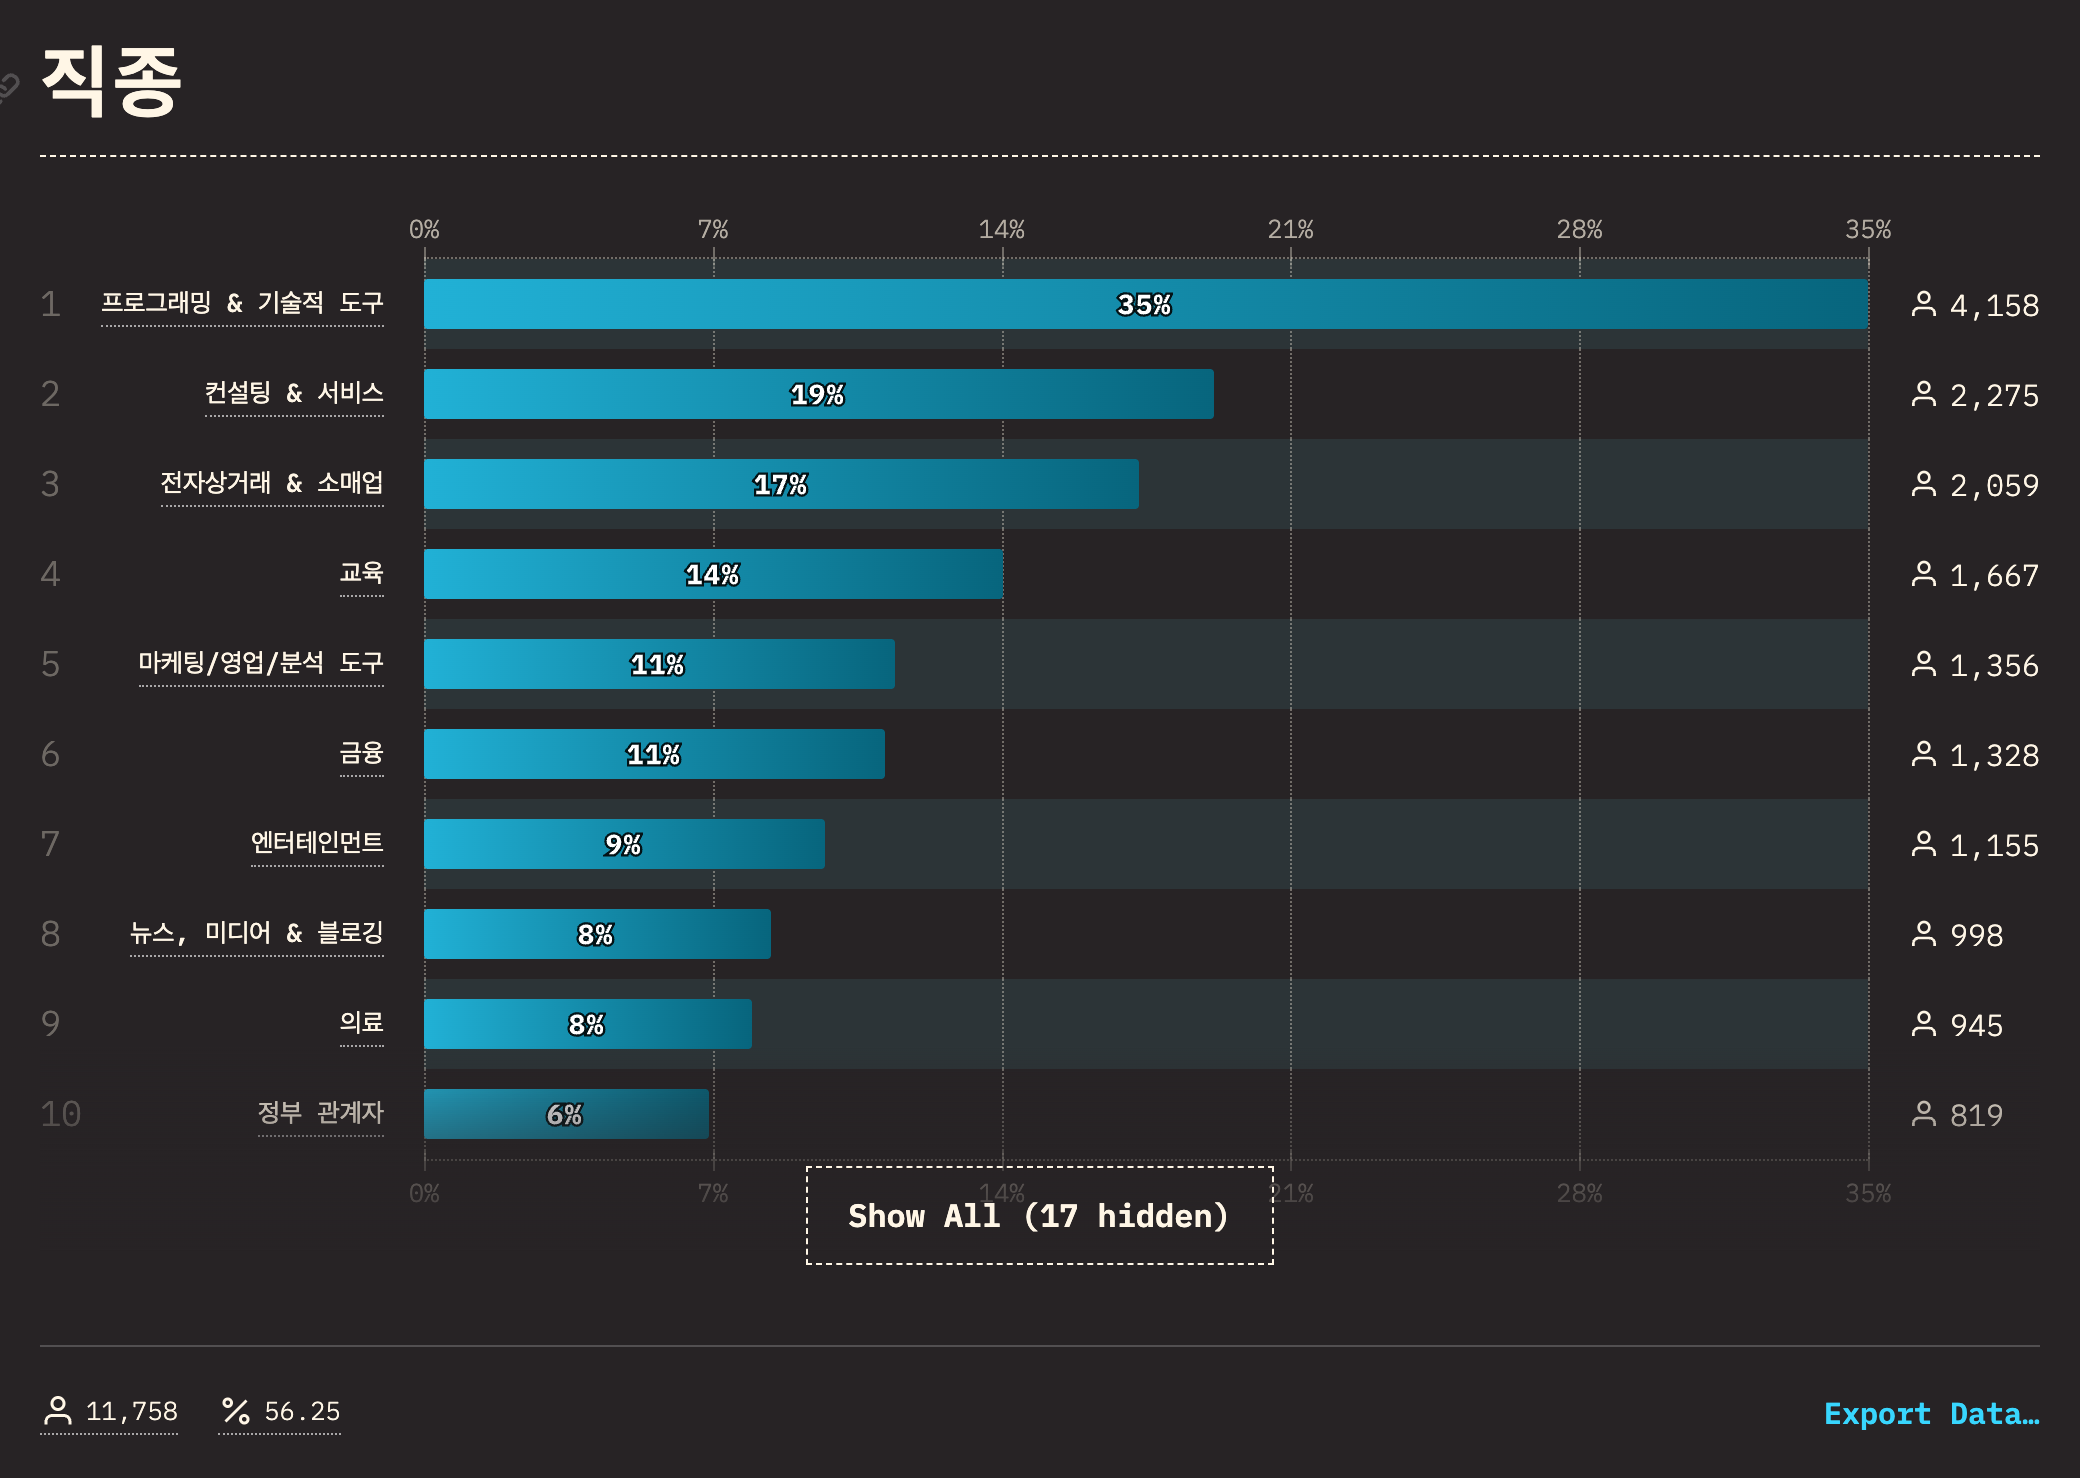 직종
0% 7% 14% 21% 28% 35%
1 프로그래밍 & 기술적 도구 35% 4,158
2 컨설팅 & 서비스 19% 2,275
3 전자상거래 & 소매업 17% 2,059
4 교육 14% 1,667
5 마케팅/영업/분석 도구 11% 1,356
6 금융 11% 1,328
7 엔터테인먼트 9% 1,155
8 뉴스, 미디어 & 블로깅 8% 998
9 의료 8% 945
10 정부 관계자 6% 819
0% 7% 14% 21% 28% 35%
Show All (17 hidden)
11,758 % 56.25 Export Data…